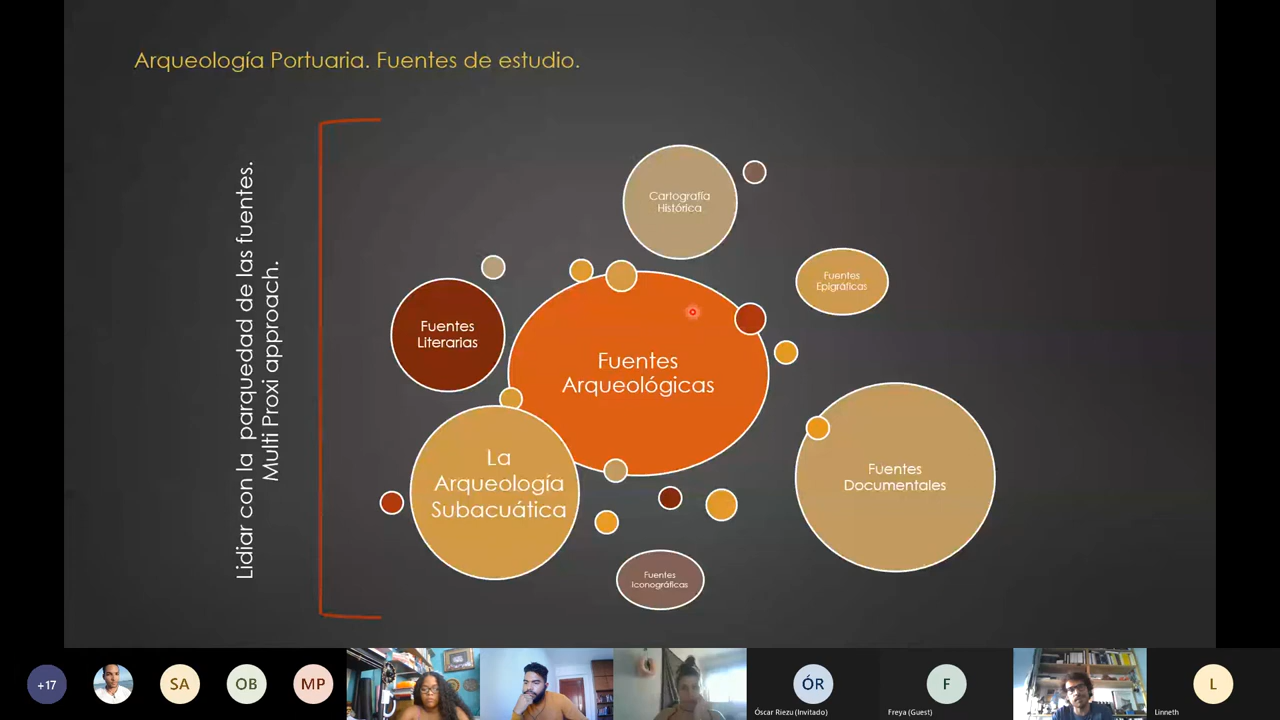 Arqueología Portuaria. Fuentes de estudio.
Lidiar con la parquedad de las fuentes.
Multi Proxi approach.
Cartografía
Histórica
Fuentes
Epigráficas
Fuentes
Literarias
Fuentes
Arqueológicas
La
Arqueología
Subacuática
Fuentes
Documentales
Fuentes
Iconográficas
+17
SA
OB
MP
ÓR
Óscar Riezu (Invitado)
F
Freya (Guest)
L
Linneth